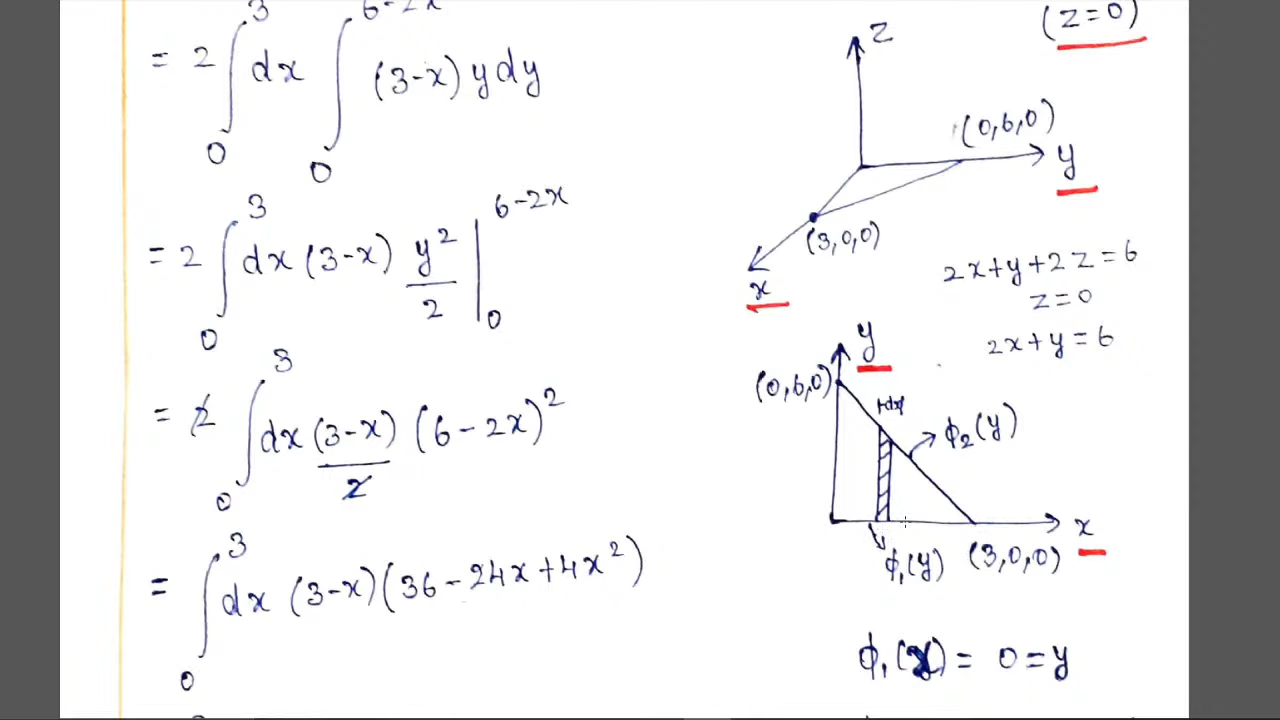 = 2 ∫₀³ dx ∫₀^{6-2x} (3-x) y dy
= 2 ∫₀³ dx (3-x) y²/2 |₀^{6-2x}
= 2̸ ∫₀³ dx (3-x)/2̸ (6-2x)²
= ∫₀³ dx (3-x)(36-24x+4x²)
(z=0)
z
(0,6,0)
y
(3,0,0)
x
2x+y+2z=6
z=0
2x+y=6
y
(0,6,0)
dx
ϕ₂(y)
x
ϕ₁(y)
(3,0,0)
ϕ₁(x) = 0 = y